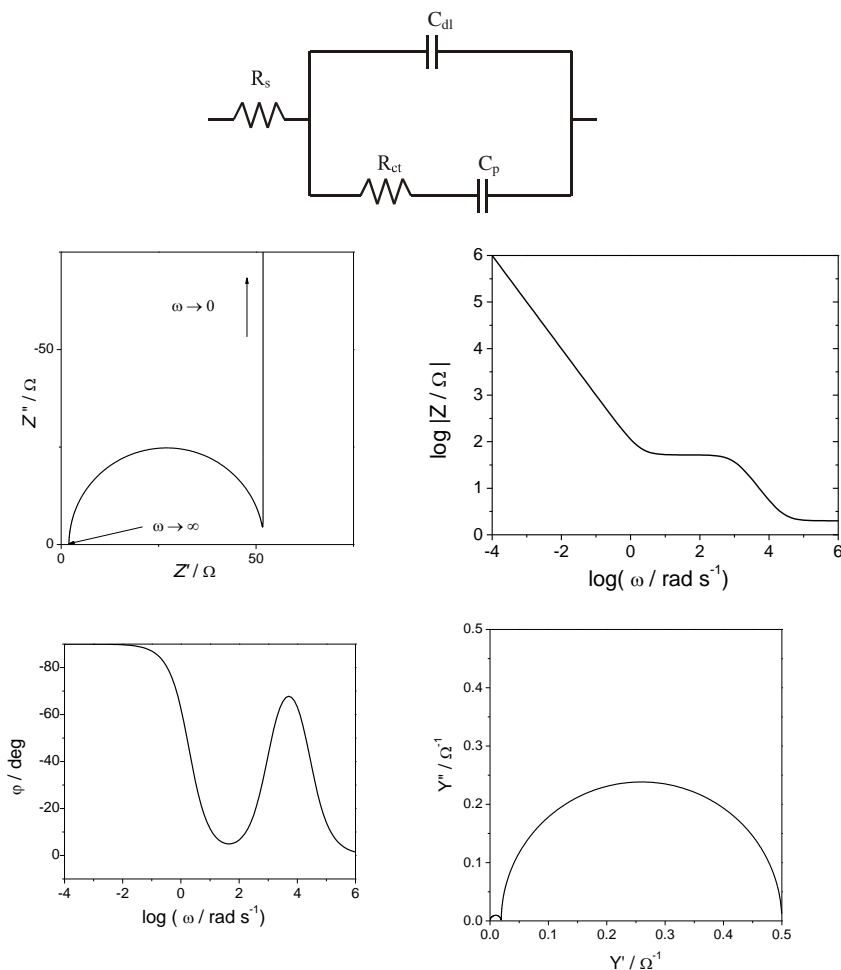 C_dl
R_s
R_ct C_p
-50
0
0 50
Z'' / Ω
Z' / Ω
ω → 0
ω → ∞
6
5
4
3
2
1
0
-4 -2 0 2 4 6
log |Z / Ω |
log( ω / rad s⁻¹)
-80
-60
-40
-20
0
-4 -2 0 2 4 6
φ / deg
log ( ω / rad s⁻¹)
0.5
0.4
0.3
0.2
0.1
0.0
0.0 0.1 0.2 0.3 0.4 0.5
Y'' / Ω⁻¹
Y' / Ω⁻¹